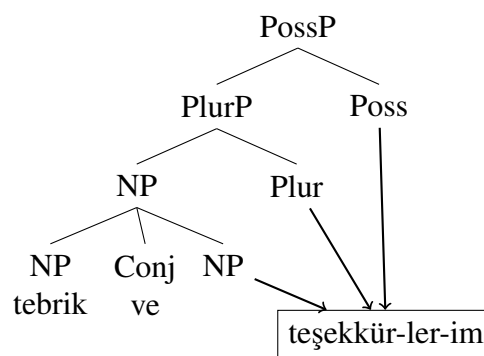 PossP
PlurP Poss
NP Plur
NP Conj NP
tebrik ve
teşekkür-ler-im